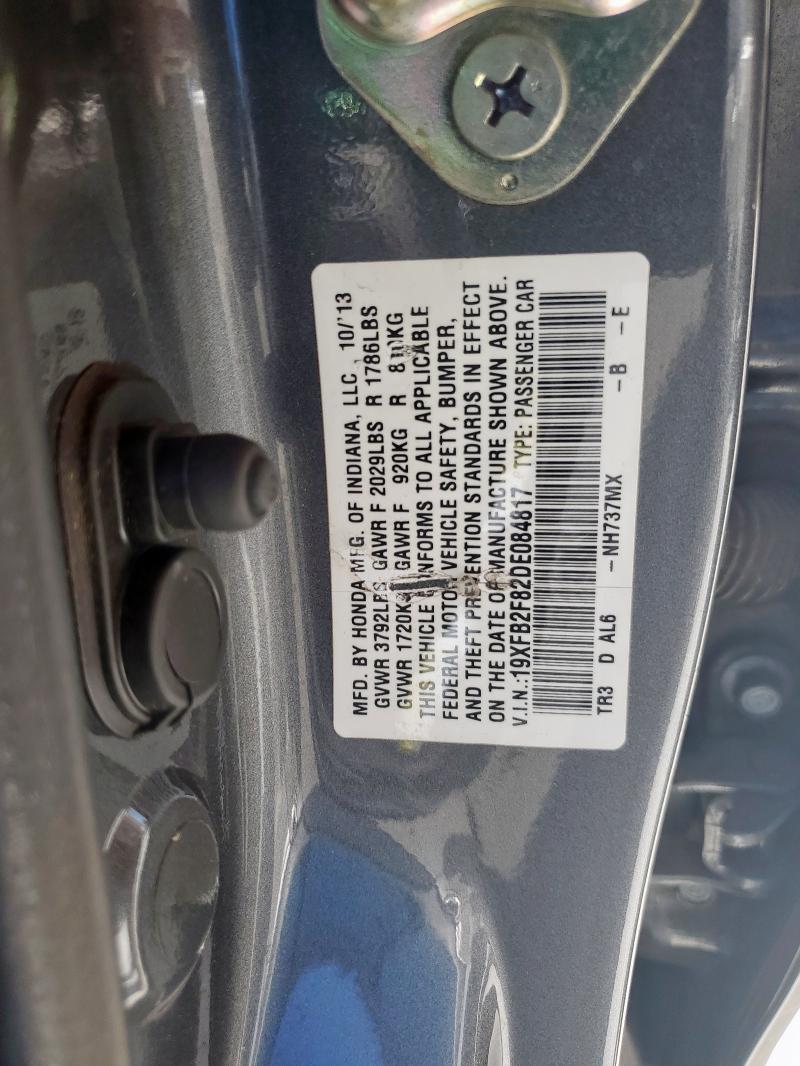 MFD. BY HONDA MFG. OF INDIANA, LLC 10/'13
GVWR 3792LBS GAWR F 2029LBS R 1786LBS
GVWR 1720KG GAWR F 920KG R 810KG
THIS VEHICLE CONFORMS TO ALL APPLICABLE
FEDERAL MOTOR VEHICLE SAFETY, BUMPER,
AND THEFT PREVENTION STANDARDS IN EFFECT
ON THE DATE OF MANUFACTURE SHOWN ABOVE.
V.I.N.:19XFB2F82DE084817 TYPE: PASSENGER CAR
TR3 D AL6 -NH737MX -B -E